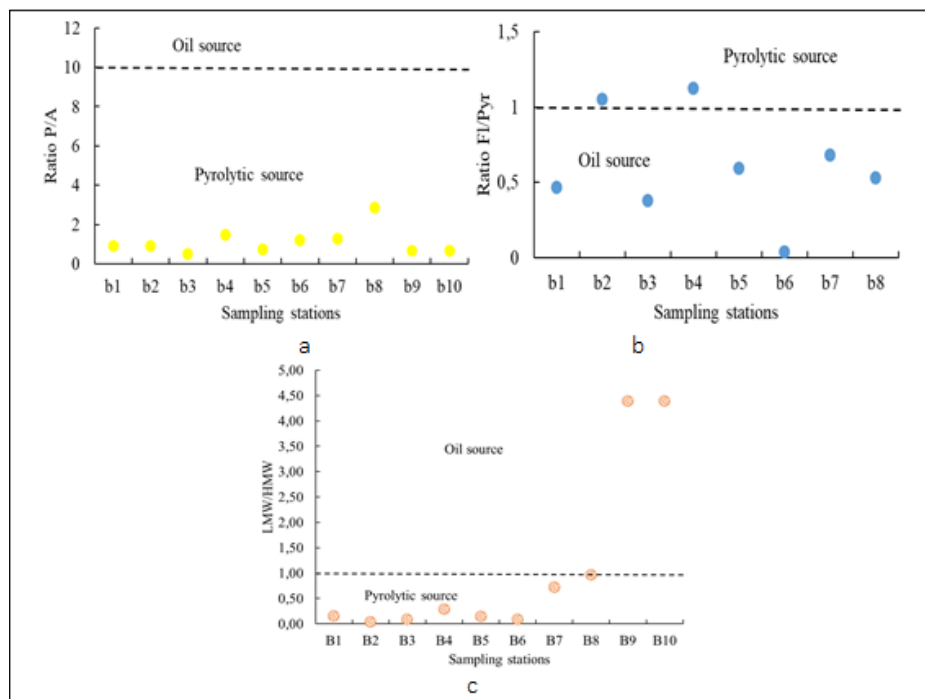 12
10
8
6
4
2
0
Ratio P/A
Oil source
Pyrolytic source
b1 b2 b3 b4 b5 b6 b7 b8 b9 b10
Sampling stations
a
1,5
1
0,5
0
Ratio Fl/Pyr
Pyrolytic source
Oil source
b1 b2 b3 b4 b5 b6 b7 b8
Sampling stations
b
5,00
4,50
4,00
3,50
3,00
2,50
2,00
1,50
1,00
0,50
0,00
LMW/HMW
Oil source
Pyrolytic source
B1 B2 B3 B4 B5 B6 B7 B8 B9 B10
Sampling stations
c